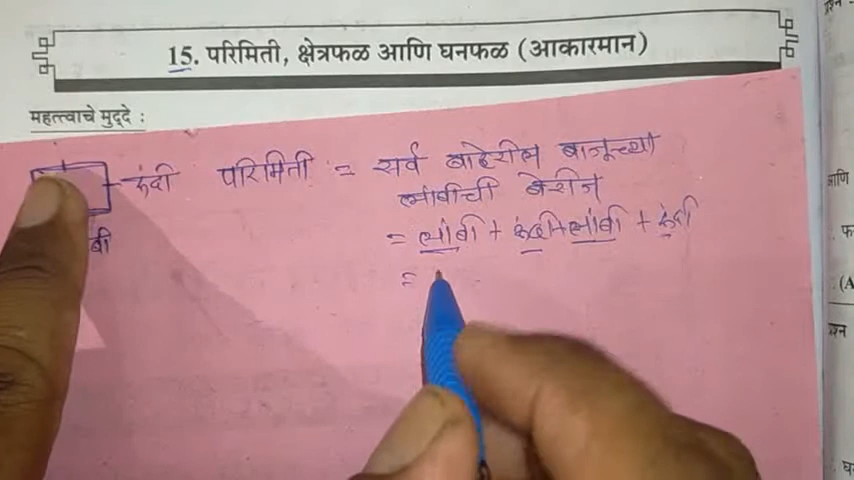 15. परिमिती, क्षेत्रफळ आणि घनफळ (आकारमान)
महत्त्वाचे मुद्‌दे :
रुंदी परिमिती = सर्व बाहेरील बाजूच्या
लांबीची बेरीज
= लांबी + रुंदी+लांबी + रुंदी
=